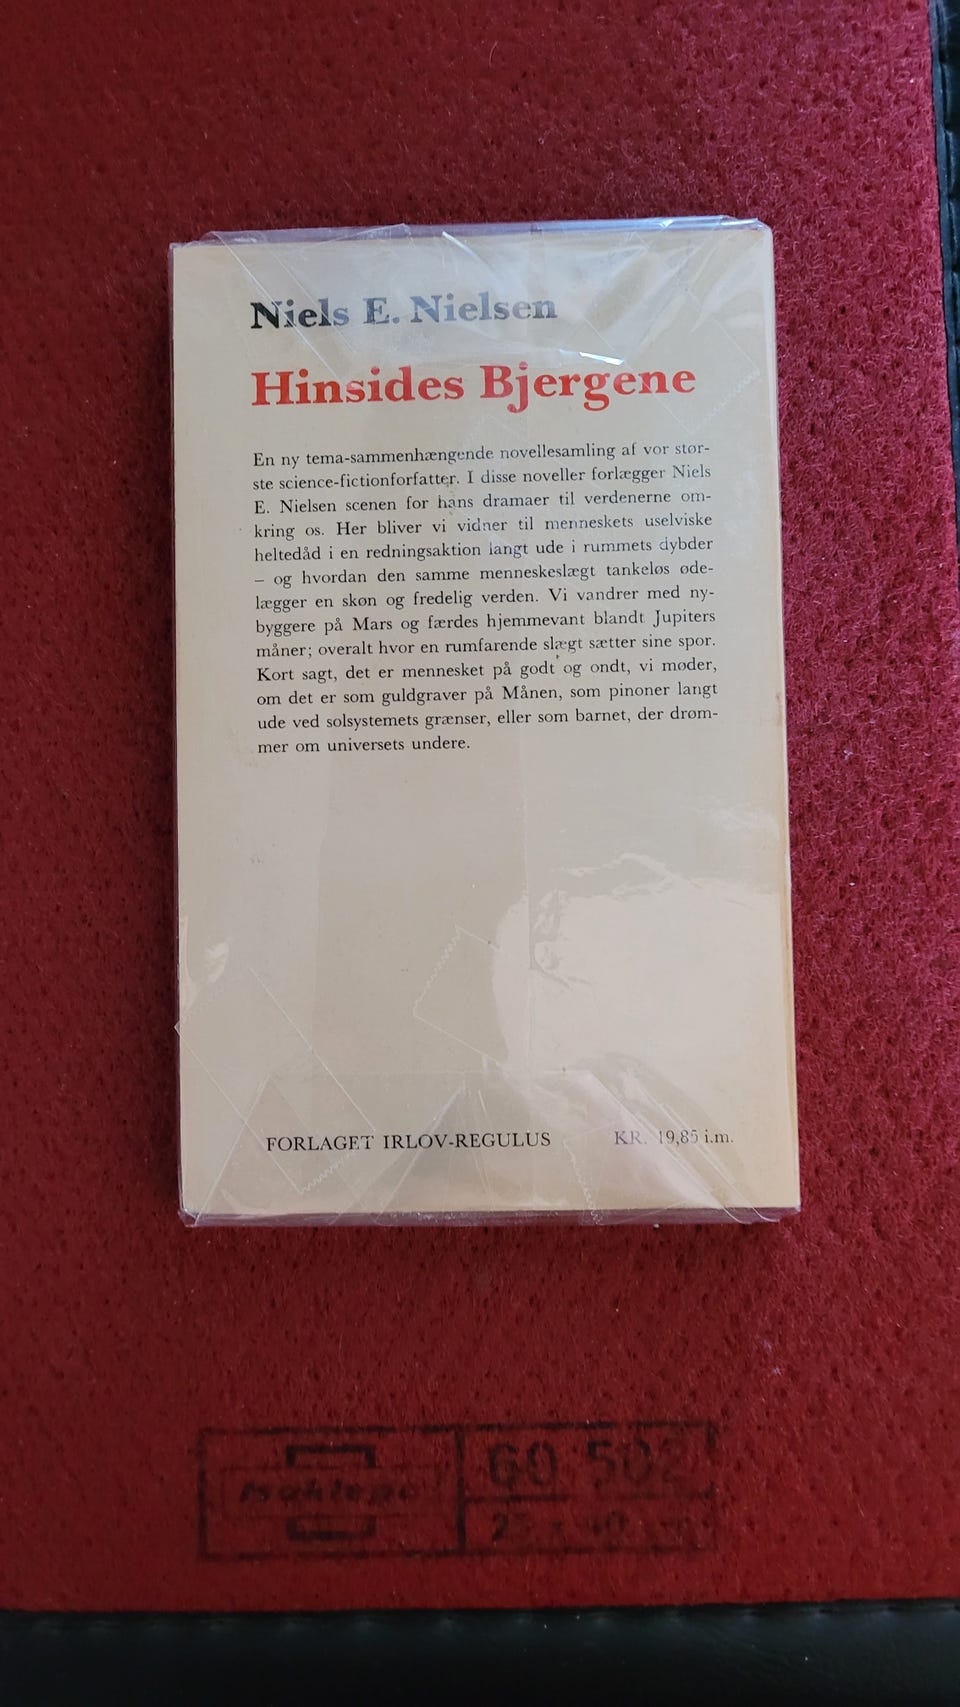 Niels E. Nielsen
Hinsides Bjergene
En ny tema-sammenhængende novellesamling af vor stør-
ste science-fictionforfatter. I disse noveller forlægger Niels
E. Nielsen scenen for hans dramaer til verdenerne om-
kring os. Her bliver vi vidner til menneskets uselviske
heltedåd i en redningsaktion langt ude i rummets dybder
– og hvordan den samme menneskeslægt tankeløs øde-
lægger en skøn og fredelig verden. Vi vandrer med ny-
byggere på Mars og færdes hjemmevant blandt Jupiters
måner; overalt hvor en rumfarende slægt sætter sine spor.
Kort sagt, det er mennesket på godt og ondt, vi møder,
om det er som guldgraver på Månen, som pinoner langt
ude ved solsystemets grænser, eller som barnet, der drøm-
mer om universets undere.
FORLAGET IRLOV-REGULUS KR. 19,85 i.m.
GO 502